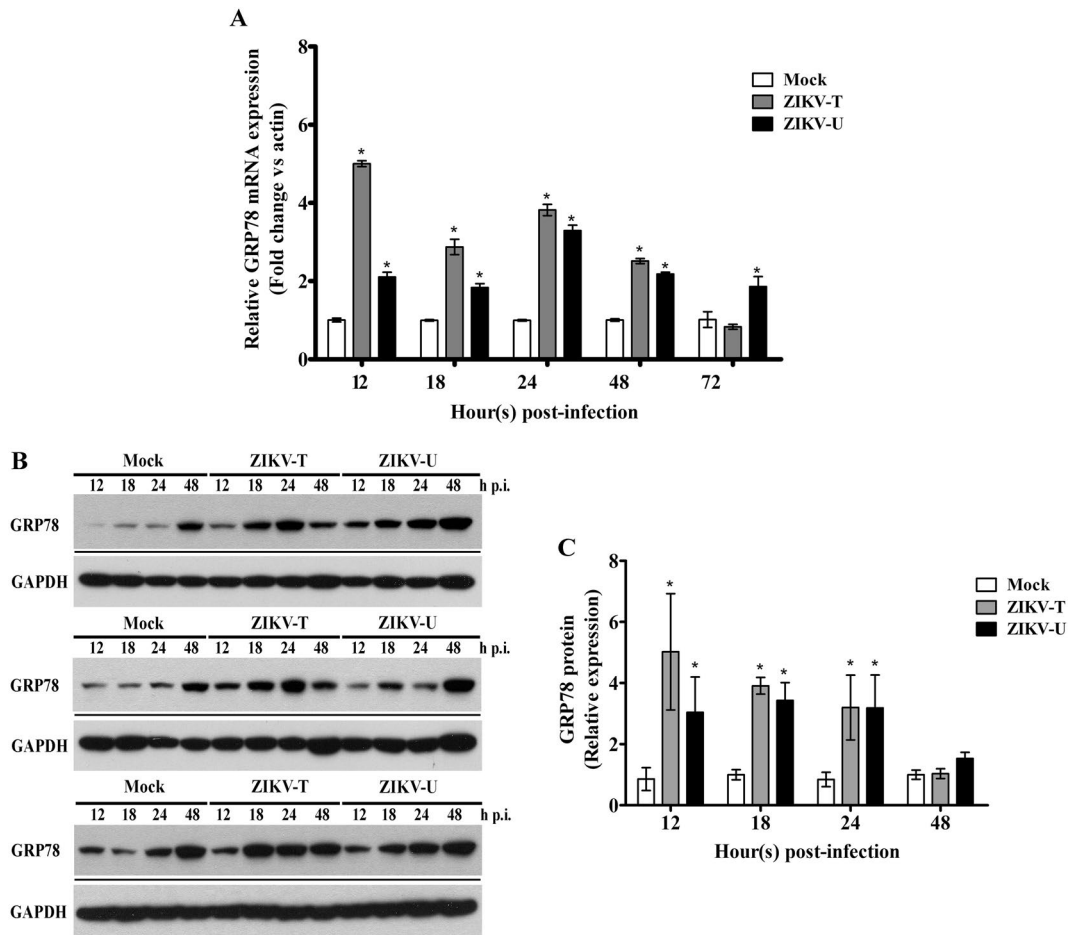 A
Relative GRP78 mRNA expression
(Fold change vs actin)
8
6
4
2
0
*
*
*
*
*
*
*
*
*
12 18 24 48 72
Hour(s) post-infection
Mock
ZIKV-T
ZIKV-U
B
Mock ZIKV-T ZIKV-U
12 18 24 48 12 18 24 48 12 18 24 48 h p.i.
GRP78
GAPDH
Mock ZIKV-T ZIKV-U
12 18 24 48 12 18 24 48 12 18 24 48 h p.i.
GRP78
GAPDH
Mock ZIKV-T ZIKV-U
12 18 24 48 12 18 24 48 12 18 24 48 h p.i.
GRP78
GAPDH
C
GRP78 protein
(Relative expression)
8
6
4
2
0
*
*
*
*
*
*
12 18 24 48
Hour(s) post-infection
Mock
ZIKV-T
ZIKV-U